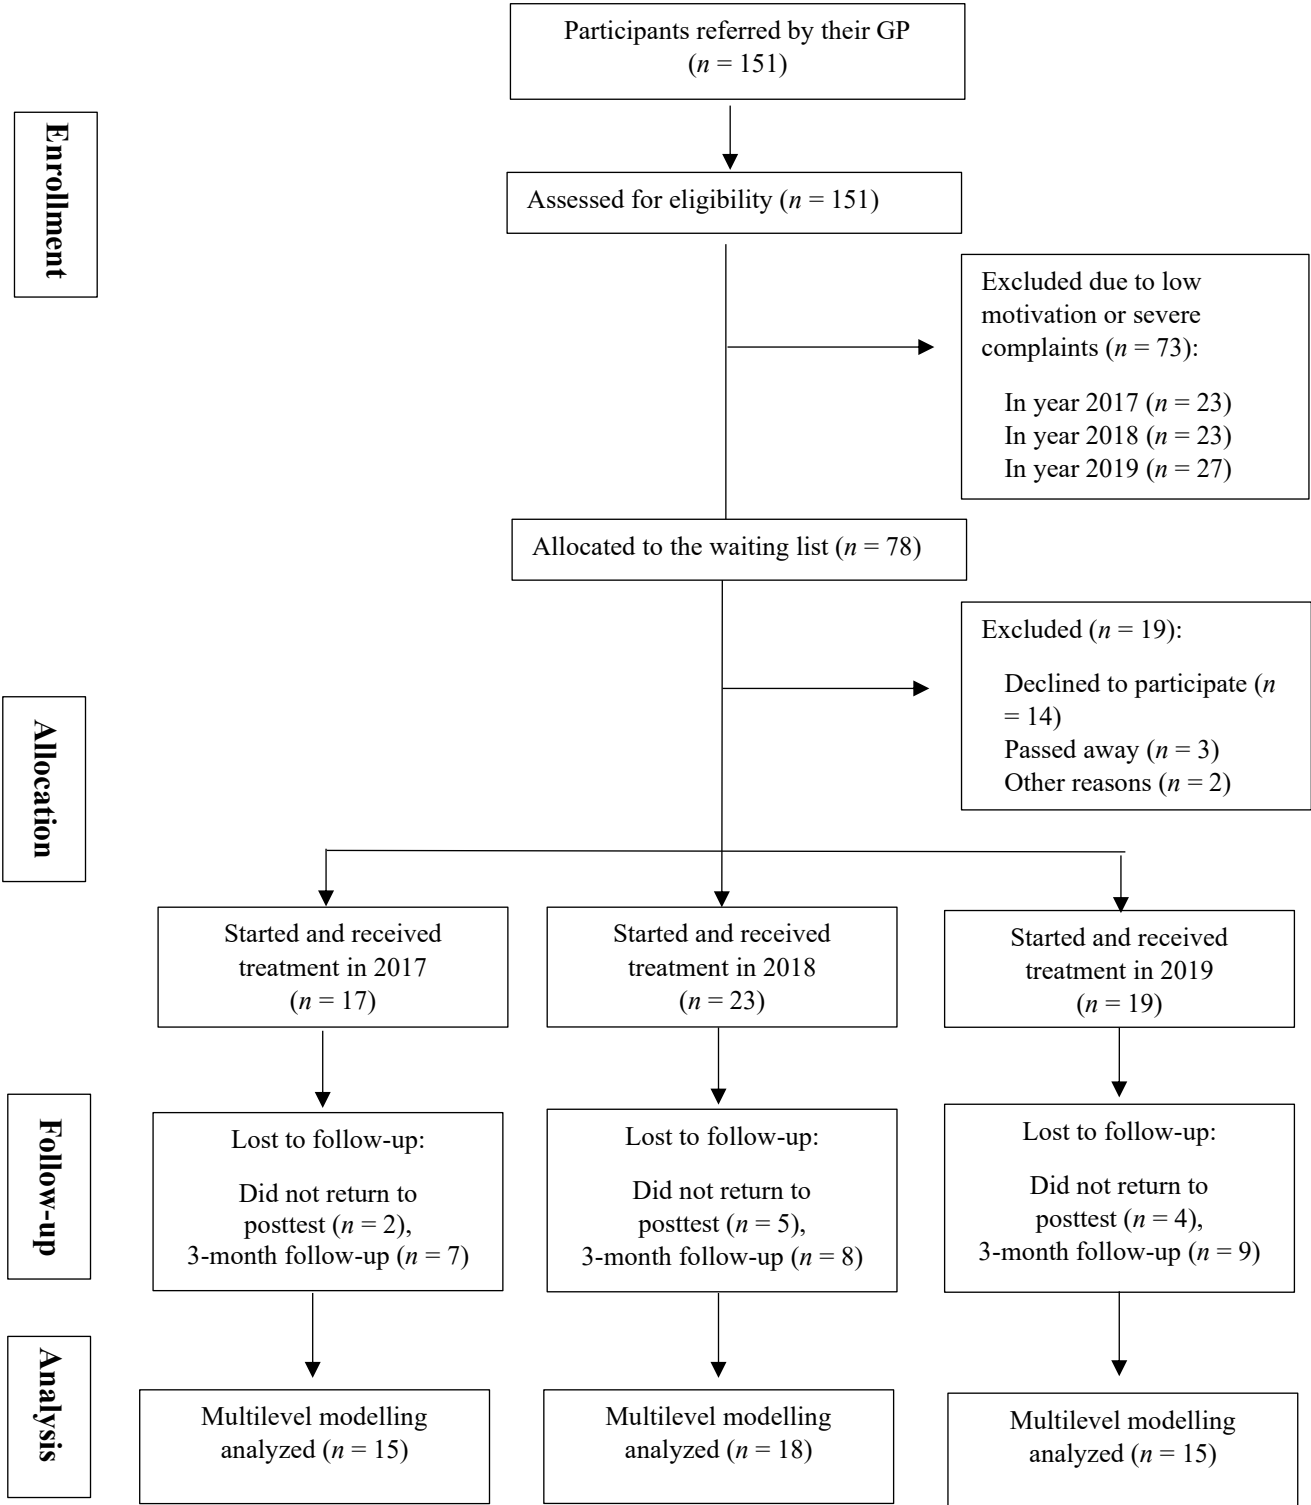 Participants referred by their GP
(n = 151)
Enrollment
Assessed for eligibility (n = 151)
Excluded due to low
motivation or severe
complaints (n = 73):
In year 2017 (n = 23)
In year 2018 (n = 23)
In year 2019 (n = 27)
Allocated to the waiting list (n = 78)
Excluded (n = 19):
Declined to participate (n
= 14)
Passed away (n = 3)
Other reasons (n = 2)
Allocation
Started and received
treatment in 2017
(n = 17)
Started and received
treatment in 2018
(n = 23)
Started and received
treatment in 2019
(n = 19)
Follow-up
Lost to follow-up:
Did not return to
posttest (n = 2),
3-month follow-up (n = 7)
Lost to follow-up:
Did not return to
posttest (n = 5),
3-month follow-up (n = 8)
Lost to follow-up:
Did not return to
posttest (n = 4),
3-month follow-up (n = 9)
Analysis
Multilevel modelling
analyzed (n = 15)
Multilevel modelling
analyzed (n = 18)
Multilevel modelling
analyzed (n = 15)